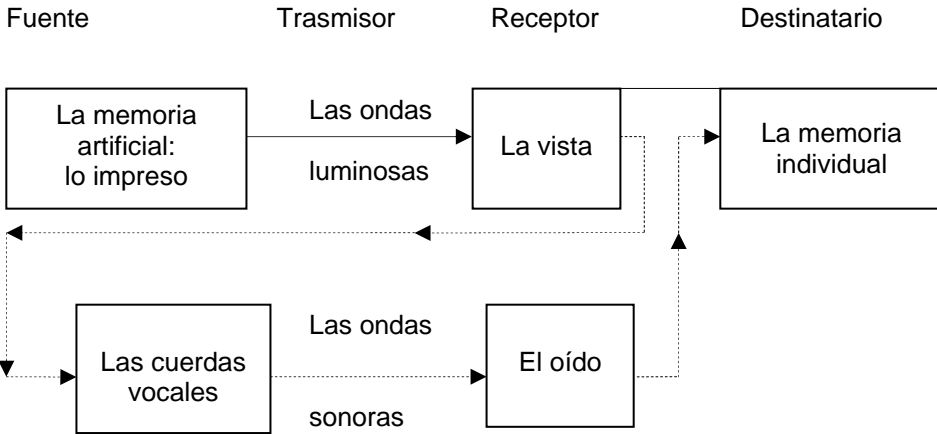 Fuente Trasmisor Receptor Destinatario
La memoria
artificial:
lo impreso
Las ondas
luminosas
La vista
La memoria
individual
Las cuerdas
vocales
Las ondas
sonoras
El oído